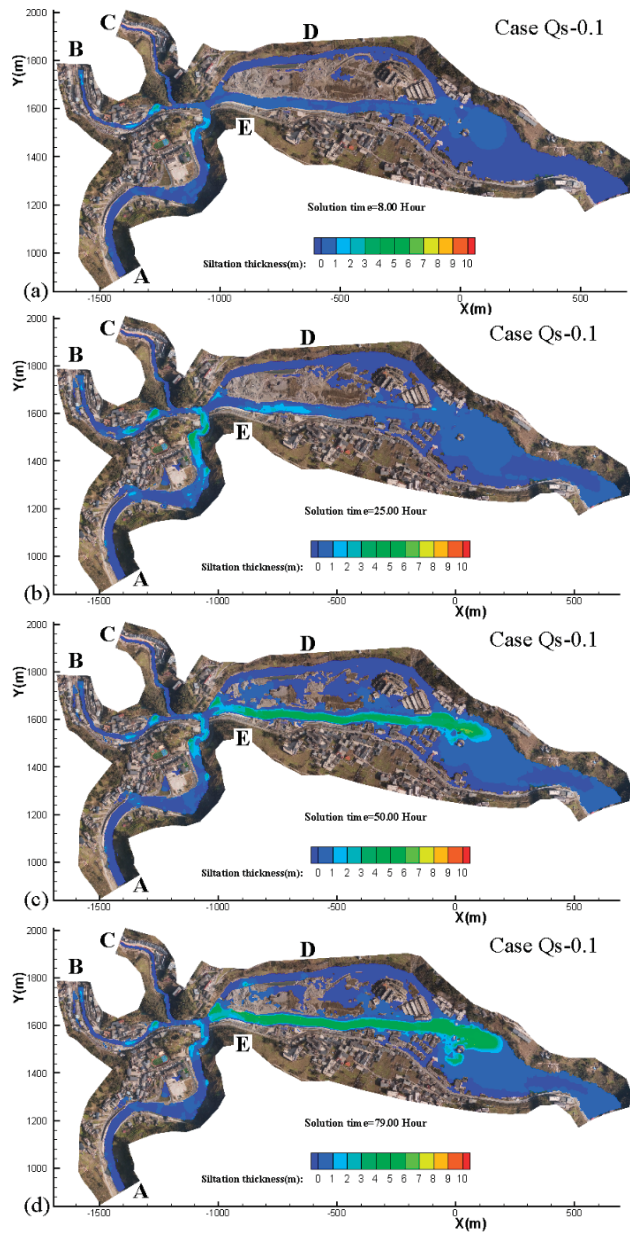 2000
C
D
Case Qs-0.1
B
1800
Y(m)
1600
E
1400
Solution time=8.00 Hour
1200
Siltation thickness(m):
0 1 2 3 4 5 6 7 8 9 10
1000
A
(a)
-1500 -1000 -500 0 500
X(m)
2000
C
D
Case Qs-0.1
B
1800
Y(m)
1600
E
1400
Solution time=25.00 Hour
1200
Siltation thickness(m):
0 1 2 3 4 5 6 7 8 9 10
1000
A
(b)
-1500 -1000 -500 0 500
X(m)
2000
C
D
Case Qs-0.1
B
1800
Y(m)
1600
E
1400
Solution time=50.00 Hour
1200
Siltation thickness(m):
0 1 2 3 4 5 6 7 8 9 10
1000
A
(c)
-1500 -1000 -500 0 500
X(m)
2000
C
D
Case Qs-0.1
B
1800
Y(m)
1600
E
1400
Solution time=79.00 Hour
1200
Siltation thickness(m):
0 1 2 3 4 5 6 7 8 9 10
1000
A
(d)
-1500 -1000 -500 0 500
X(m)